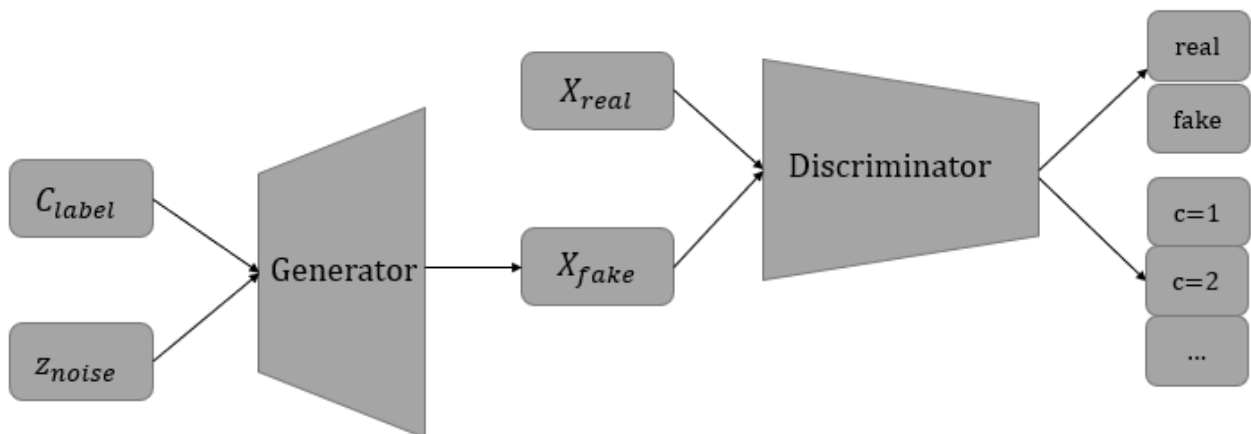 C_label
z_noise
Generator
X_real
X_fake
Discriminator
real
fake
c=1
c=2
...